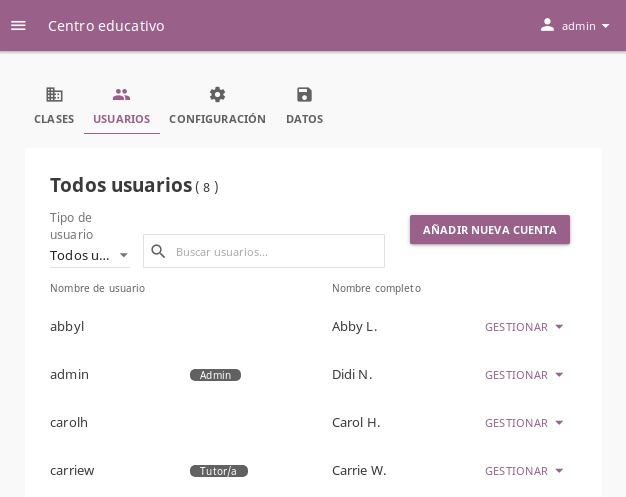 Centro educativo
admin
CLASES
USUARIOS
CONFIGURACIÓN
DATOS
Todos usuarios ( 8 )
Tipo de
usuario
Todos u...
Buscar usuarios...
AÑADIR NUEVA CUENTA
Nombre de usuario
Nombre completo
abbyl
Abby L.
GESTIONAR
admin
Admin
Didi N.
GESTIONAR
carolh
Carol H.
GESTIONAR
carriew
Tutor/a
Carrie W.
GESTIONAR